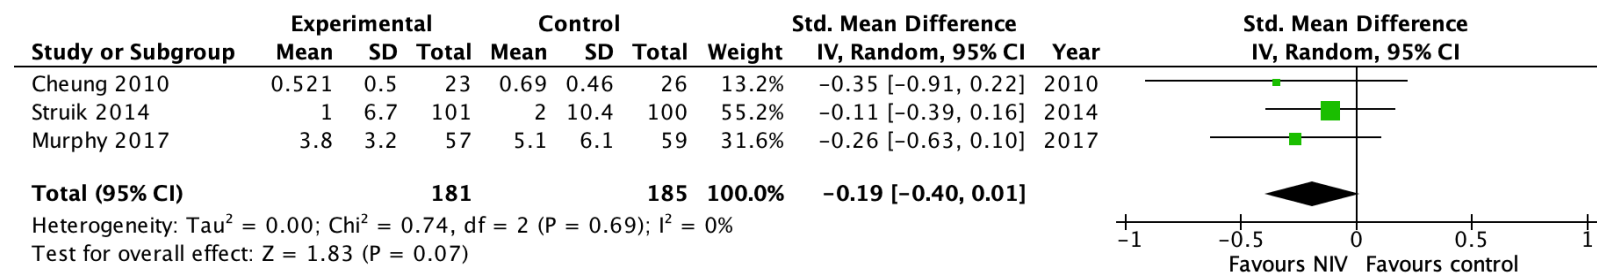 Experimental Control Std. Mean Difference Std. Mean Difference
Study or Subgroup Mean SD Total Mean SD Total Weight IV, Random, 95% CI Year IV, Random, 95% CI
Cheung 2010 0.521 0.5 23 0.69 0.46 26 13.2% -0.35 [-0.91, 0.22] 2010
Struik 2014 1 6.7 101 2 10.4 100 55.2% -0.11 [-0.39, 0.16] 2014
Murphy 2017 3.8 3.2 57 5.1 6.1 59 31.6% -0.26 [-0.63, 0.10] 2017
Total (95% CI) 181 185 100.0% -0.19 [-0.40, 0.01]
Heterogeneity: Tau² = 0.00; Chi² = 0.74, df = 2 (P = 0.69); I² = 0%
Test for overall effect: Z = 1.83 (P = 0.07)
-1 -0.5 0 0.5 1
Favours NIV Favours control